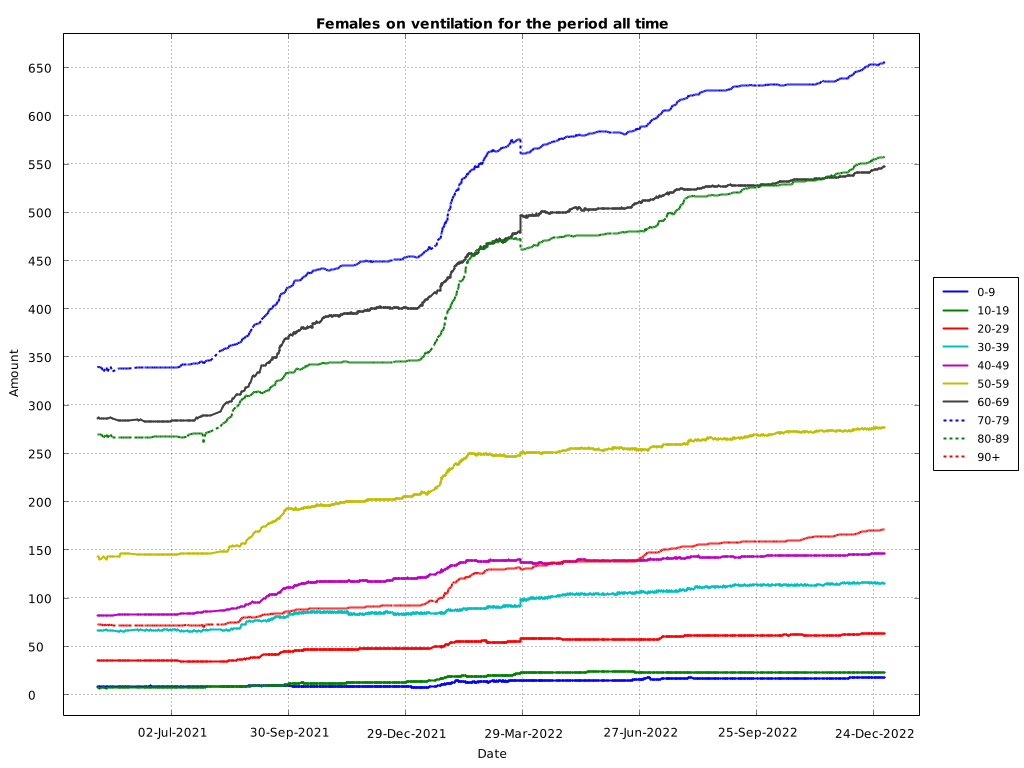 Females on ventilation for the period all time
Amount
650
600
550
500
450
400
350
300
250
200
150
100
50
0
02-Jul-2021
30-Sep-2021
29-Dec-2021
29-Mar-2022
27-Jun-2022
25-Sep-2022
24-Dec-2022
Date
0-9
10-19
20-29
30-39
40-49
50-59
60-69
70-79
80-89
90+